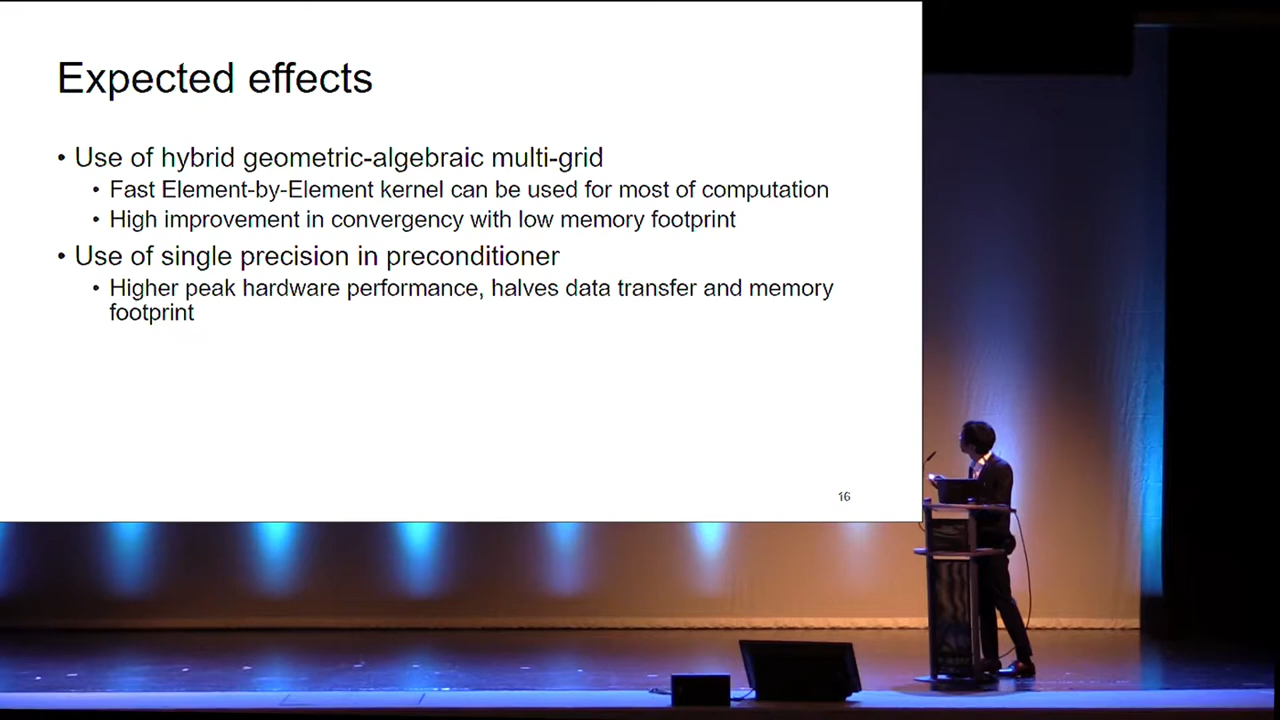 Expected effects
• Use of hybrid geometric-algebraic multi-grid
• Fast Element-by-Element kernel can be used for most of computation
• High improvement in convergency with low memory footprint
• Use of single precision in preconditioner
• Higher peak hardware performance, halves data transfer and memory
footprint
16